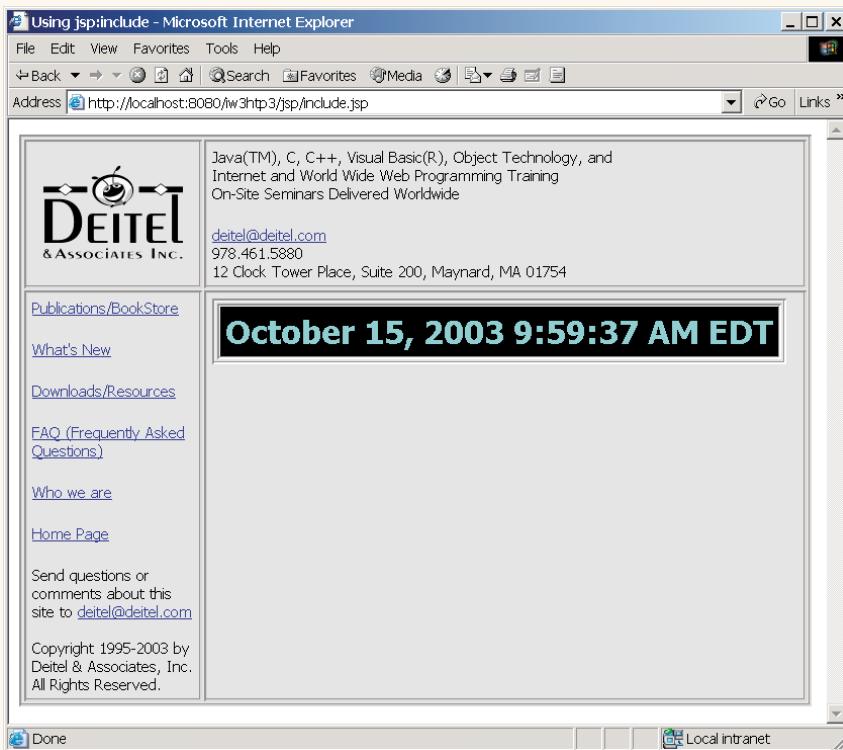 Using jsp:include - Microsoft Internet Explorer
File Edit View Favorites Tools Help
Back Search Favorites Media
Address http://localhost:8080/iw3htp3/jsp/include.jsp Go Links »
DEITEL
& ASSOCIATES INC.
Java(TM), C, C++, Visual Basic(R), Object Technology, and
Internet and World Wide Web Programming Training
On-Site Seminars Delivered Worldwide
deitel@deitel.com
978.461.5880
12 Clock Tower Place, Suite 200, Maynard, MA 01754
Publications/BookStore
What's New
Downloads/Resources
FAQ (Frequently Asked
Questions)
Who we are
Home Page
Send questions or
comments about this
site to deitel@deitel.com
Copyright 1995-2003 by
Deitel & Associates, Inc.
All Rights Reserved.
October 15, 2003 9:59:37 AM EDT
Done Local intranet